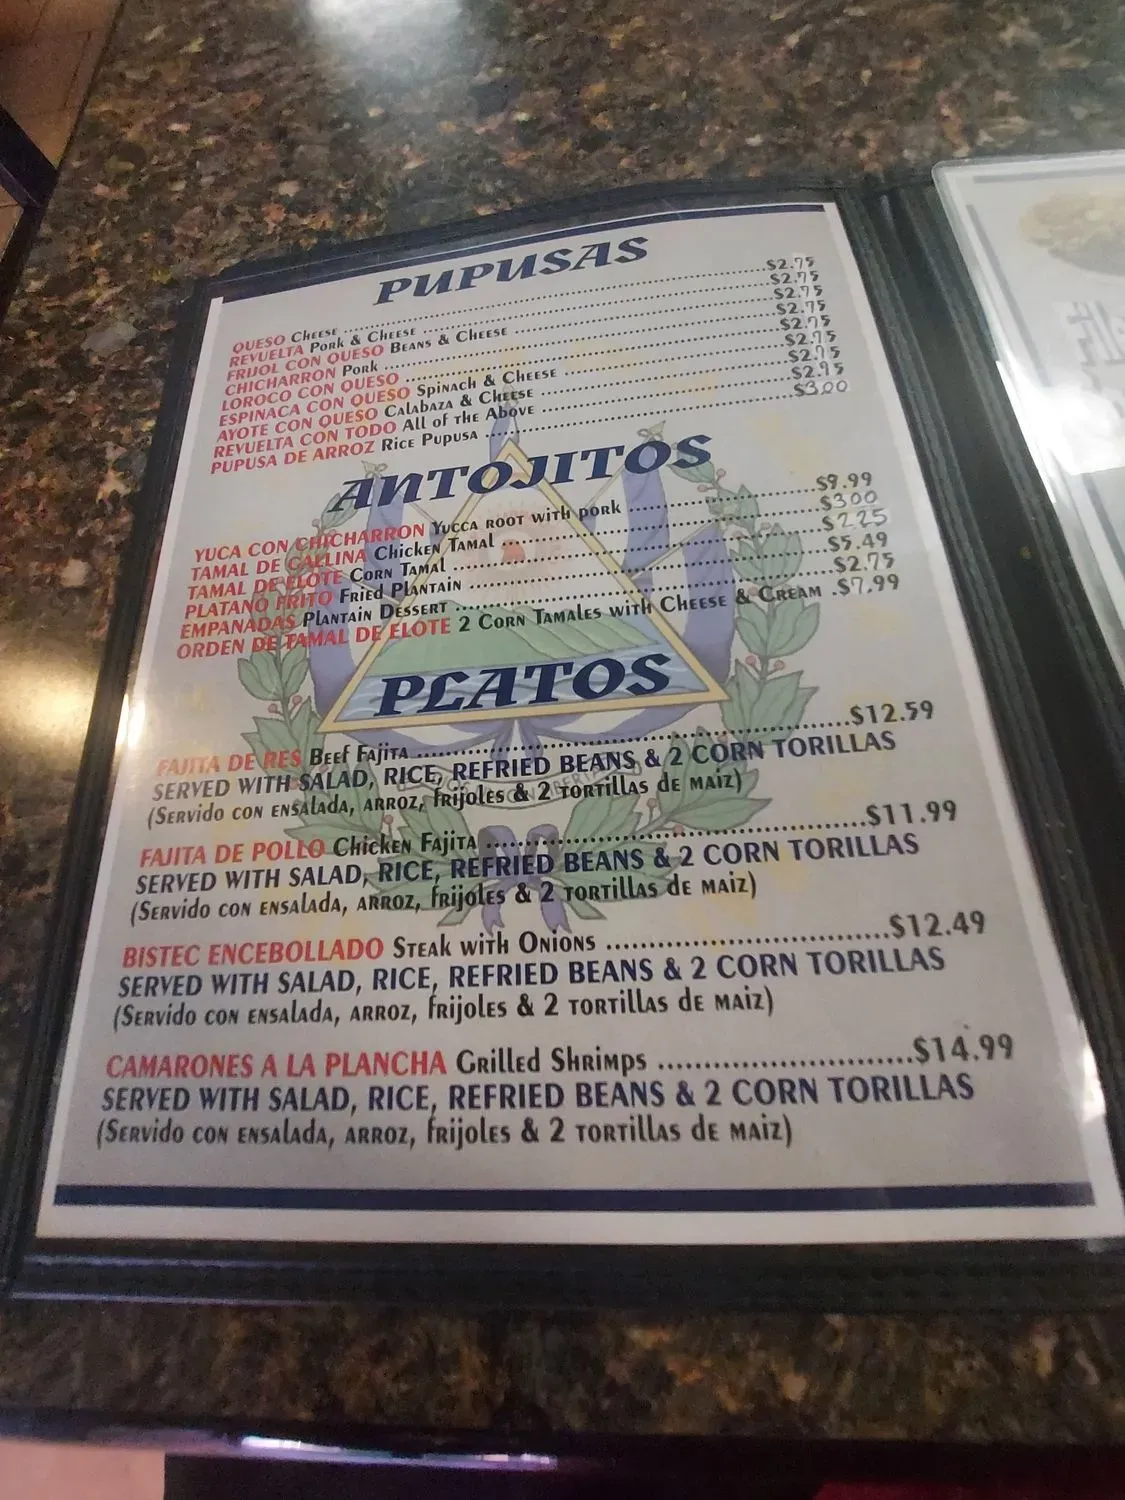 PUPUSAS
QUESO Cheese ........ $2.75
REVUELTA Pork & Cheese ........ $2.75
FRIJOL CON QUESO Beans & Cheese ........ $2.75
CHICHARRON Pork ........ $2.75
LOROCO CON QUESO ........ $2.75
ESPINACA CON QUESO Spinach & Cheese ........ $2.75
AYOTE CON QUESO Calabaza & Cheese ........ $2.75
REVUELTA CON TODO All of the Above ........ $2.95
PUPUSA DE ARROZ Rice Pupusa ........ $3.00
ANTOJITOS
YUCA CON CHICHARRON Yucca root with pork ........ $9.99
TAMAL DE GALLINA Chicken Tamal ........ $3.00
TAMAL DE ELOTE Corn Tamal ........ $2.25
PLATANO FRITO Fried Plantain ........ $5.49
EMPANADAS Plantain Dessert ........ $2.75
ORDEN DE TAMAL DE ELOTE 2 Corn Tamales with Cheese & Cream .$7.99
PLATOS
FAJITA DE RES Beef Fajita ........ $12.59
SERVED WITH SALAD, RICE, REFRIED BEANS & 2 CORN TORILLAS
(Servido con ensalada, arroz, frijoles & 2 tortillas de maiz)
FAJITA DE POLLO Chicken Fajita ........ $11.99
SERVED WITH SALAD, RICE, REFRIED BEANS & 2 CORN TORILLAS
(Servido con ensalada, arroz, frijoles & 2 tortillas de maiz)
BISTEC ENCEBOLLADO Steak with Onions ........ $12.49
SERVED WITH SALAD, RICE, REFRIED BEANS & 2 CORN TORILLAS
(Servido con ensalada, arroz, frijoles & 2 tortillas de maiz)
CAMARONES A LA PLANCHA Grilled Shrimps ........ $14.99
SERVED WITH SALAD, RICE, REFRIED BEANS & 2 CORN TORILLAS
(Servido con ensalada, arroz, frijoles & 2 tortillas de maiz)